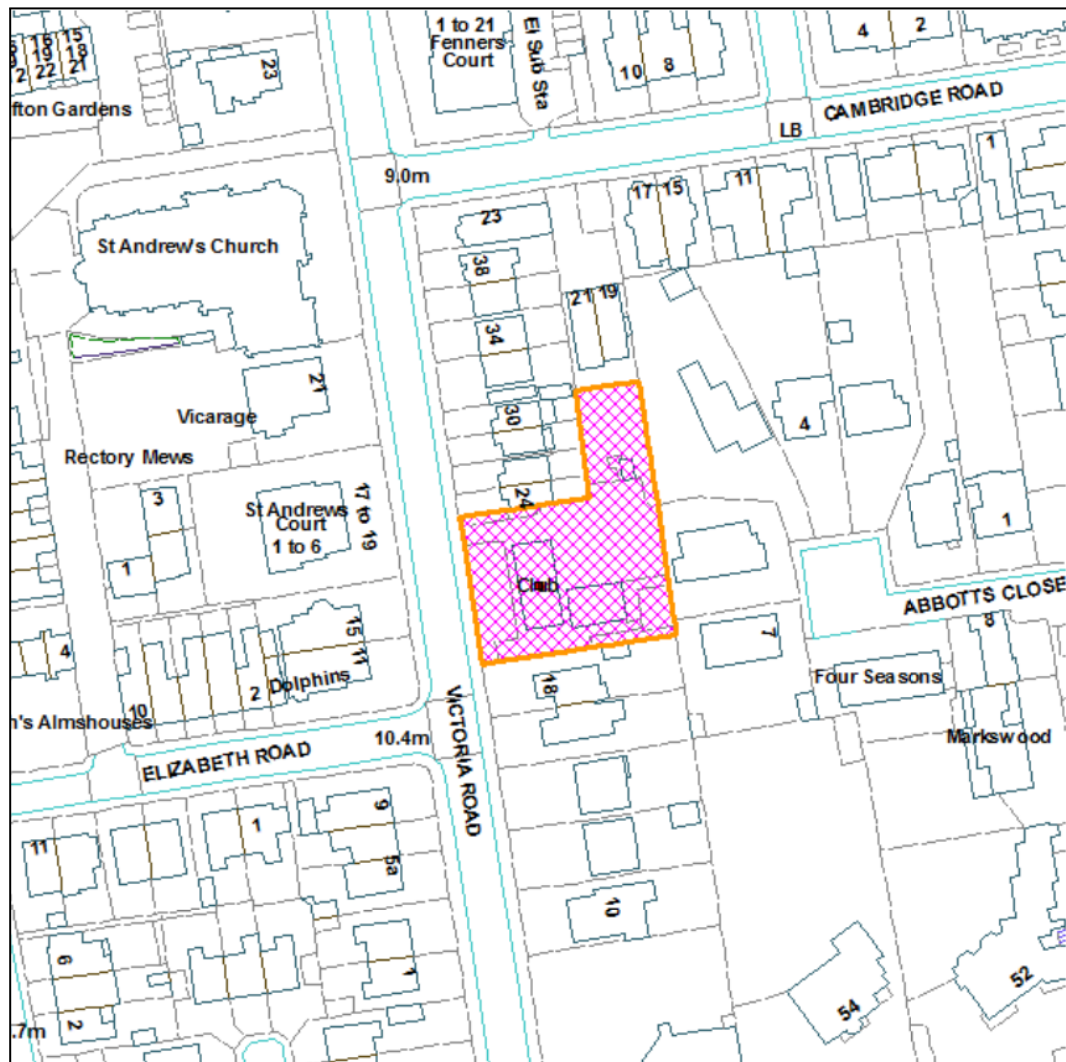 1 to 21
Fenners
Court
El Sub Sta
4
2
10
8
23
15
18
19
2
22
21
fton Gardens
CAMBRIDGE ROAD
LB
9.0m
23
17
15
11
1
St Andrew's Church
38
21
19
34
21
Vicarage
30
4
Rectory Mews
3
St Andrews
Court
1 to 6
17 to 19
24
1
Club
1
ABBOTTS CLOSE
15
11
7
8
4
18
Four Seasons
10
2
Dolphins
n's Almshouses
10.4m
Markswood
ELIZABETH ROAD
VICTORIA ROAD
11
1
9
5a
10
6
1
2
54
52
.7m